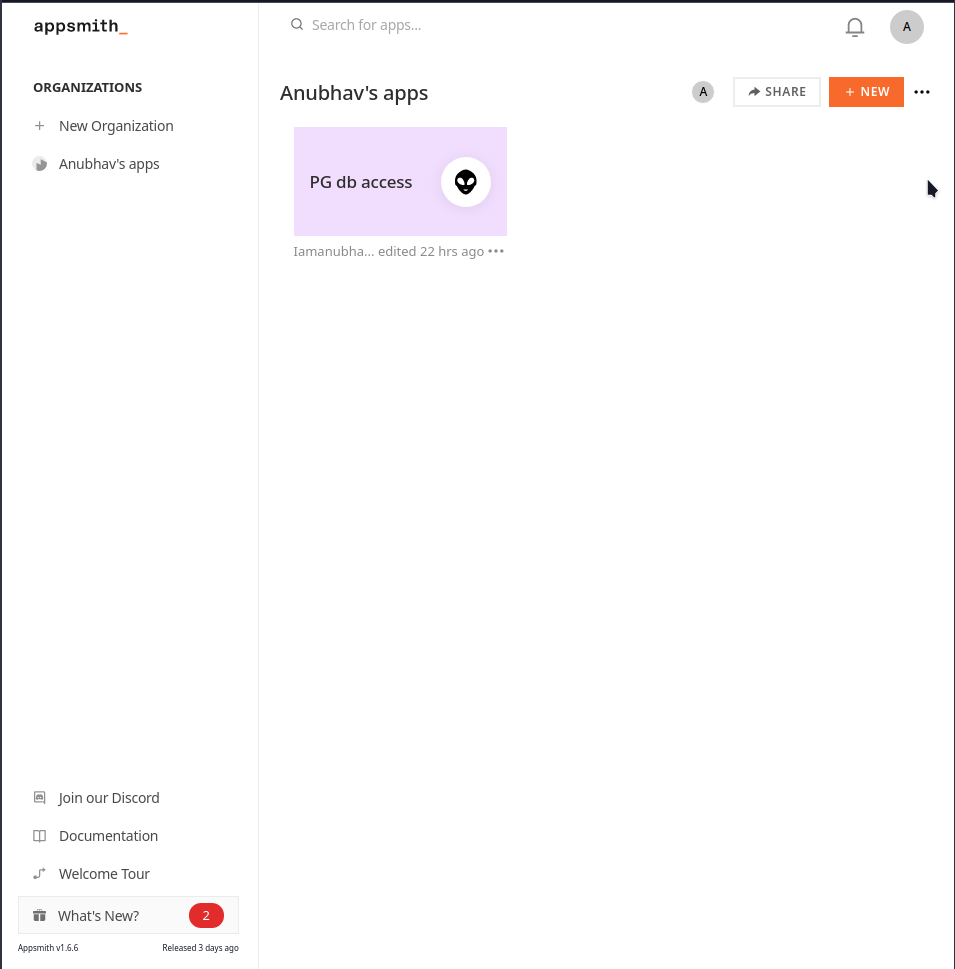 appsmith_
ORGANIZATIONS
New Organization
Anubhav's apps
Join our Discord
Documentation
Welcome Tour
What's New?
2
Appsmith v1.6.6
Released 3 days ago
Search for apps...
A
Anubhav's apps
A
SHARE
+ NEW
PG db access
Iamanubha... edited 22 hrs ago